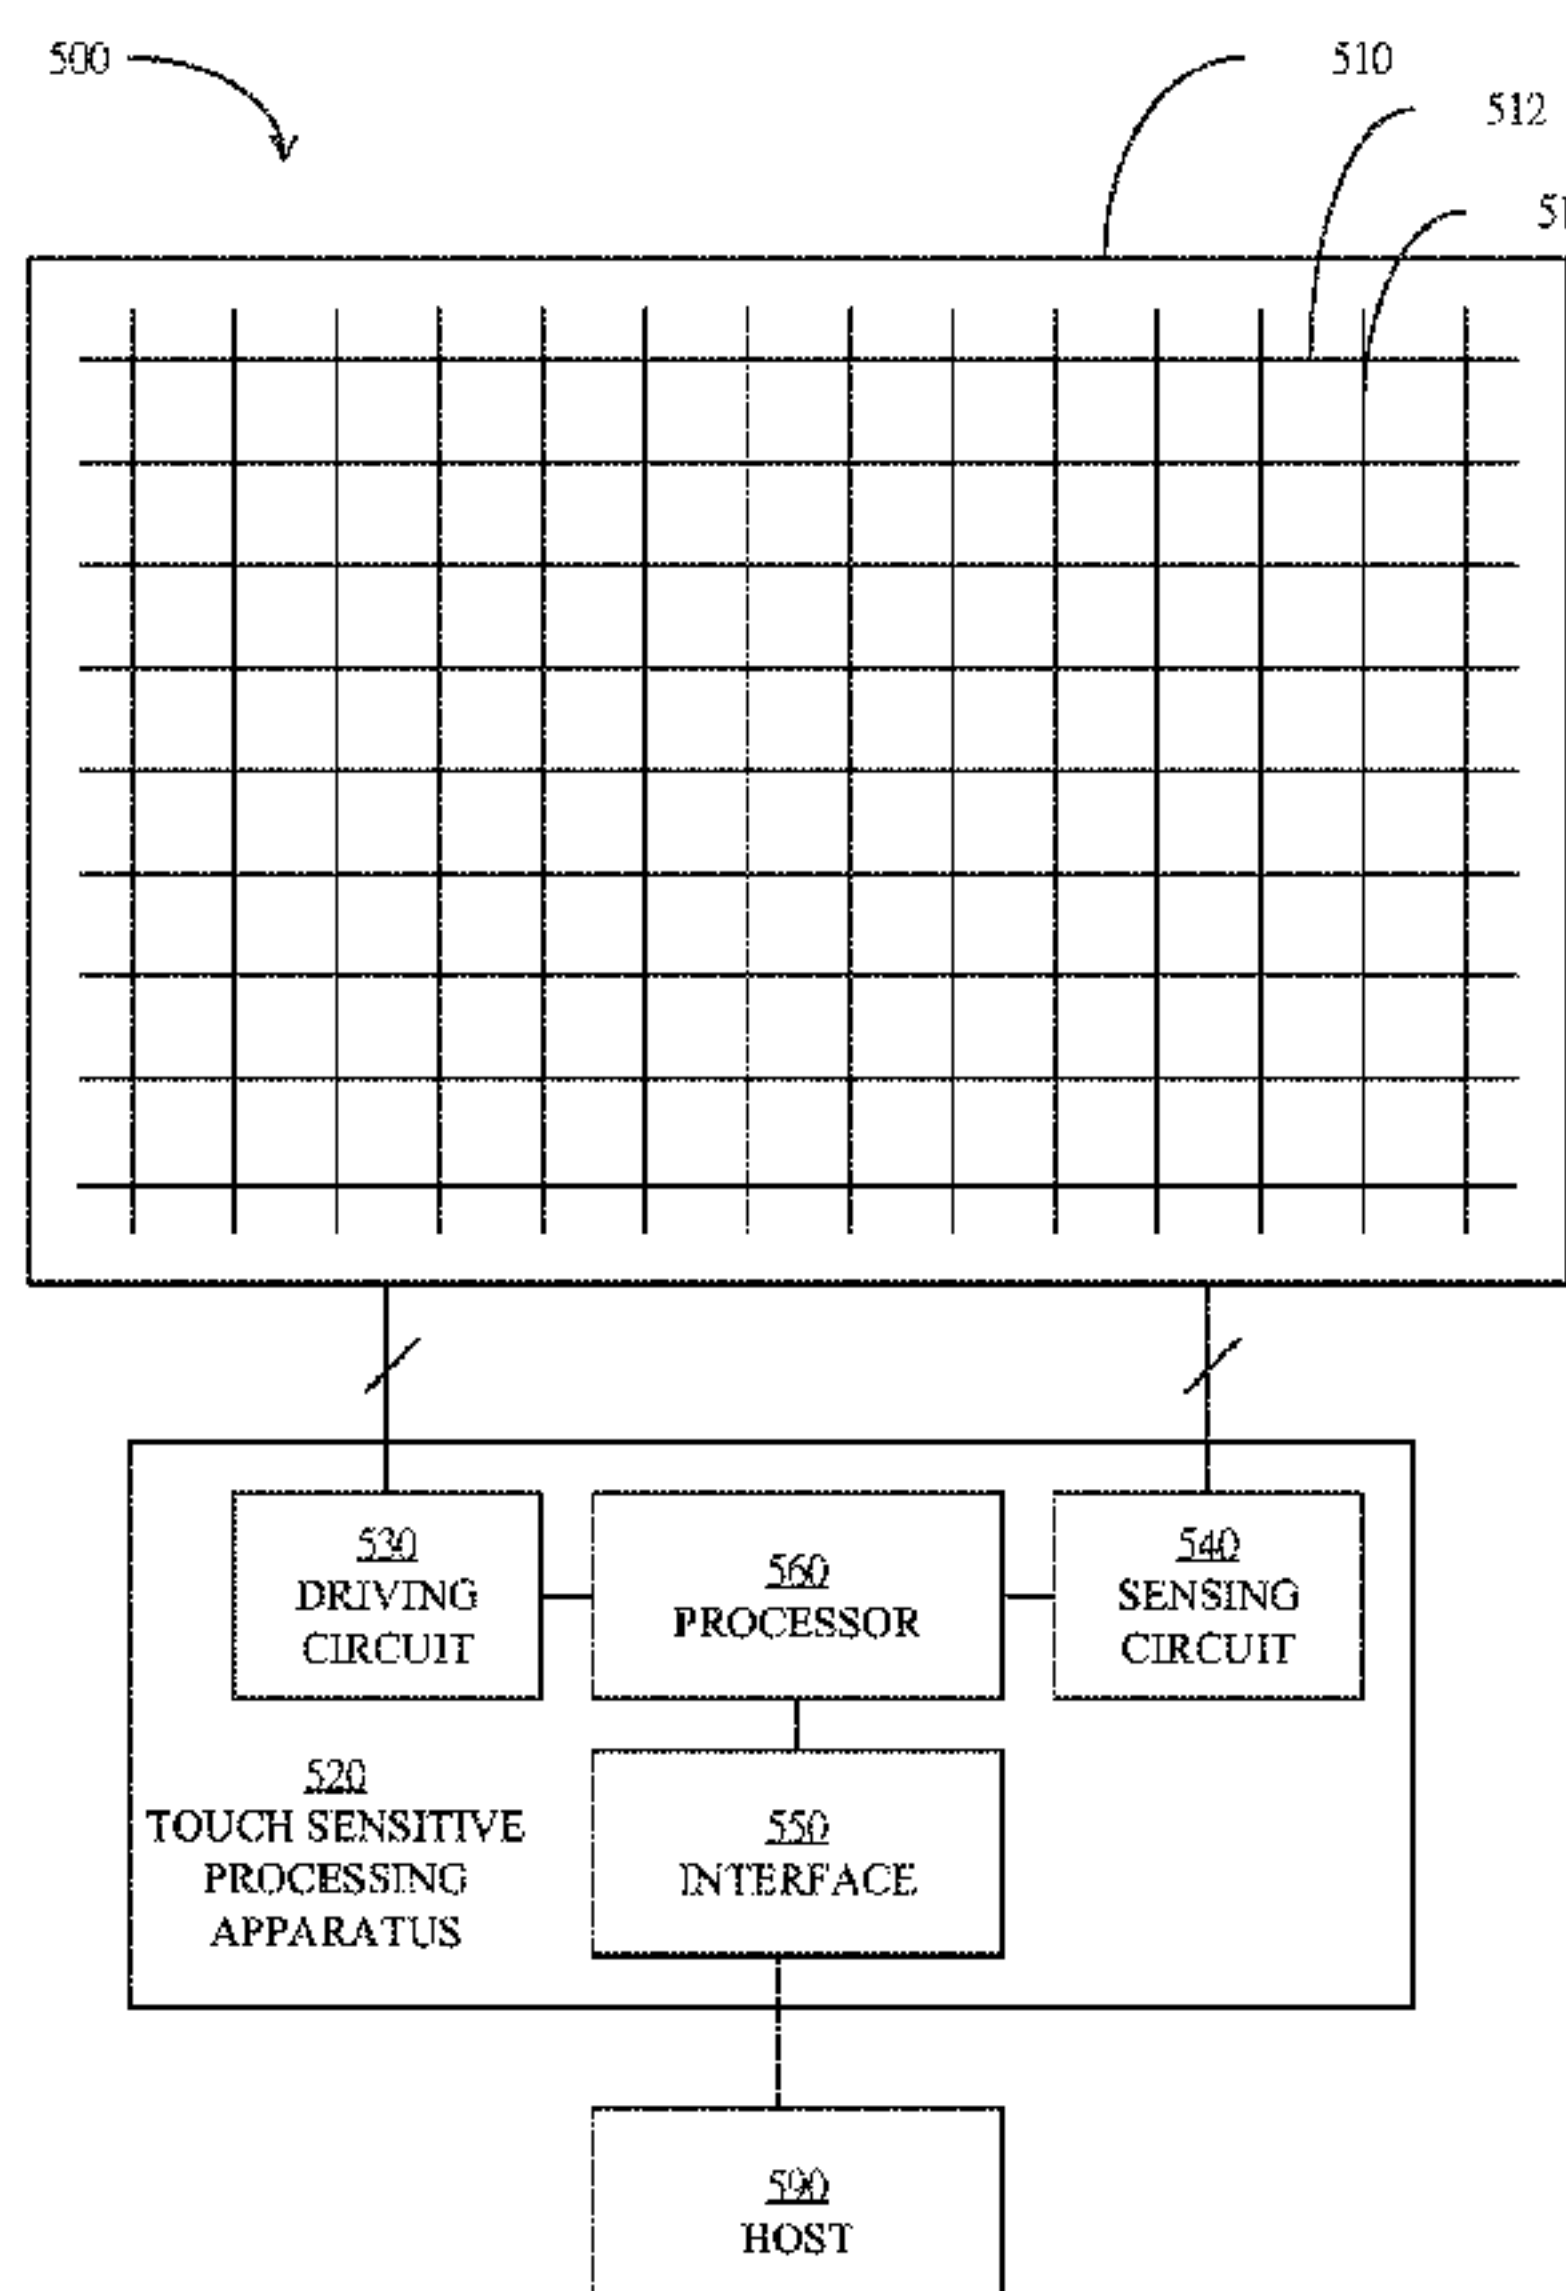 500
510
512
530
DRIVING
CIRCUIT
560
PROCESSOR
540
SENSING
CIRCUIT
520
TOUCH SENSITIVE
PROCESSING
APPARATUS
550
INTERFACE
590
HOST